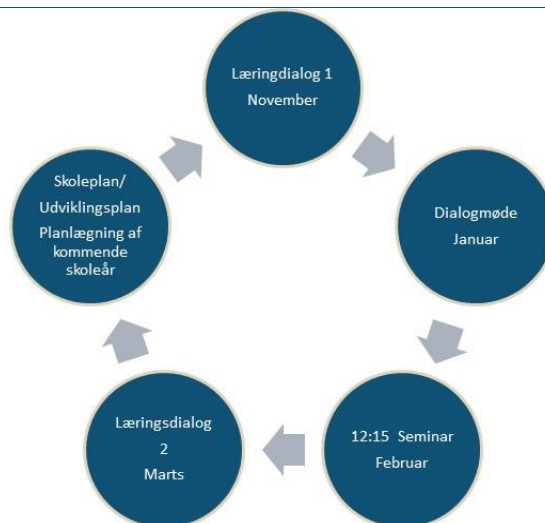 Læringdialog 1
November
Dialogmøde
Januar
12:15 Seminar
Februar
Læringsdialog
2
Marts
Skoleplan/
Udviklingsplan
Planlægning af
kommende
skoleår